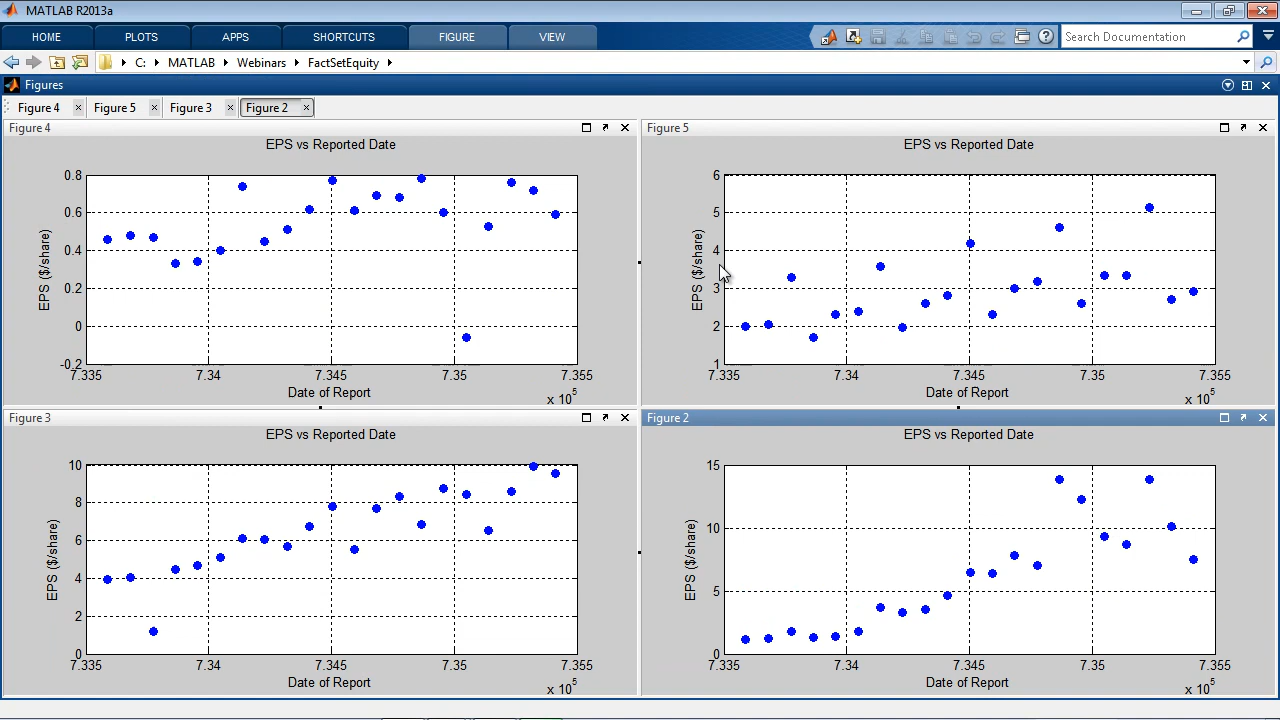 MATLAB R2013a
HOME PLOTS APPS SHORTCUTS FIGURE VIEW Search Documentation
C: MATLAB Webinars FactSetEquity
Figures
Figure 4 Figure 5 Figure 3 Figure 2
Figure 4
EPS vs Reported Date
0.8
0.6
0.4
0.2
0
-0.2
EPS ($/share)
7.335 7.34 7.345 7.35 7.355
Date of Report
x 10^5
Figure 5
EPS vs Reported Date
6
5
4
3
2
1
EPS ($/share)
7.335 7.34 7.345 7.35 7.355
Date of Report
x 10^5
Figure 3
EPS vs Reported Date
10
8
6
4
2
0
EPS ($/share)
7.335 7.34 7.345 7.35 7.355
Date of Report
x 10^5
Figure 2
EPS vs Reported Date
15
10
5
0
EPS ($/share)
7.335 7.34 7.345 7.35 7.355
Date of Report
x 10^5